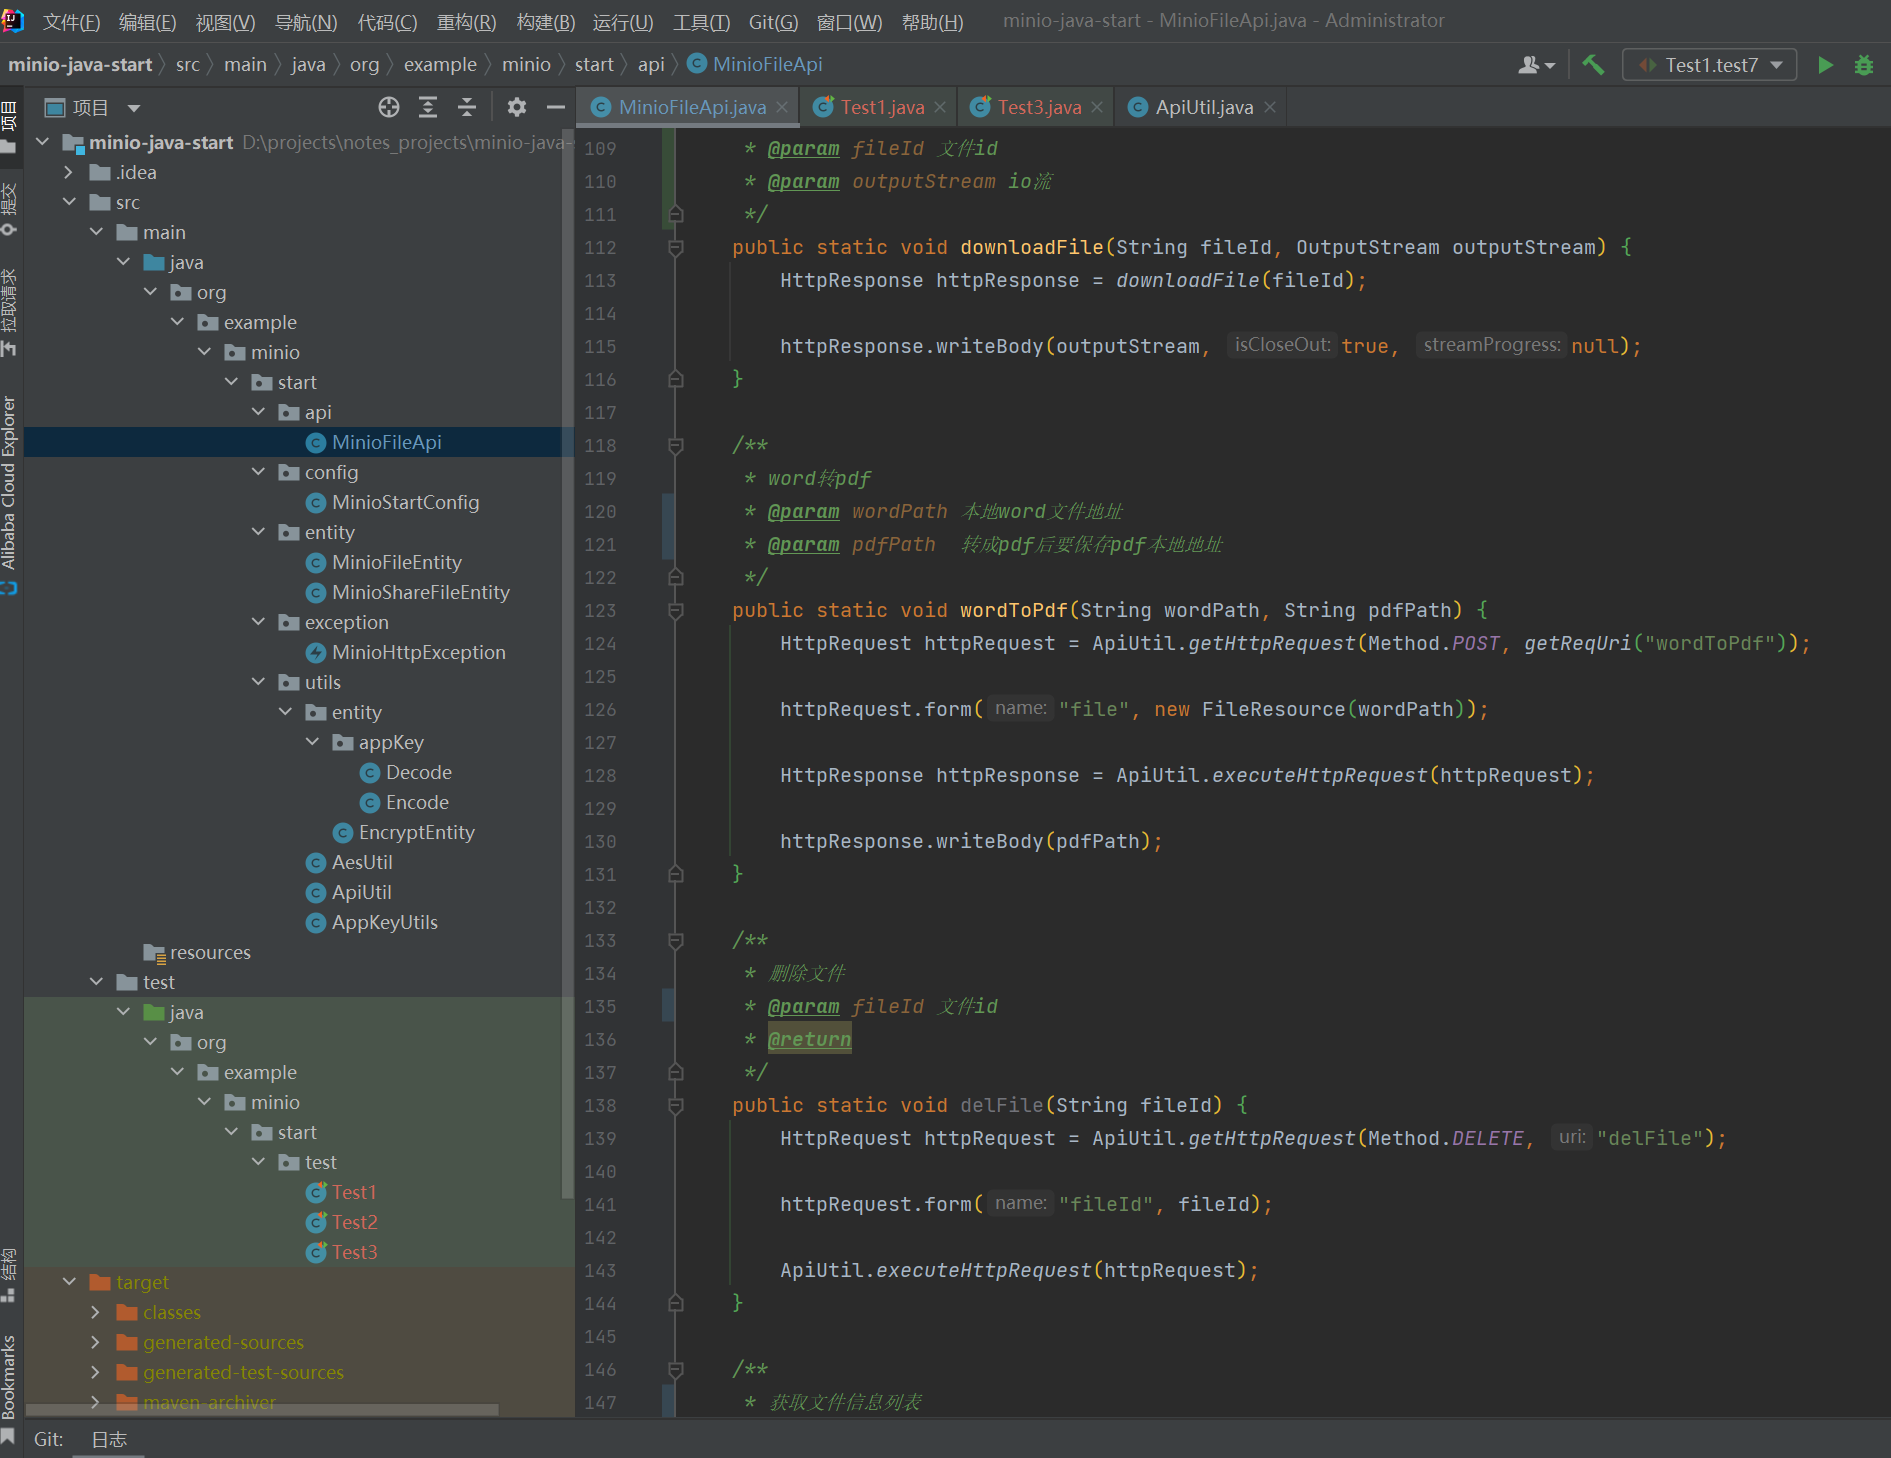 文件(F) 编辑(E) 视图(V) 导航(N) 代码(C) 重构(R) 构建(B) 运行(U) 工具(T) Git(G) 窗口(W) 帮助(H) minio-java-start - MinioFileApi.java - Administrator
minio-java-start src main java org example minio start api MinioFileApi Test1.test7
项目
提交
拉取请求
Alibaba Cloud Explorer
结构
Bookmarks
项目
minio-java-start D:\projects\notes_projects\minio-java-
.idea
src
main
java
org
example
minio
start
api
MinioFileApi
config
MinioStartConfig
entity
MinioFileEntity
MinioShareFileEntity
exception
MinioHttpException
utils
entity
appKey
Decode
Encode
EncryptEntity
AesUtil
ApiUtil
AppKeyUtils
resources
test
java
org
example
minio
start
test
Test1
Test2
Test3
target
classes
generated-sources
generated-test-sources
maven-archiver
MinioFileApi.java Test1.java Test3.java ApiUtil.java
109 * @param fileId 文件id
110 * @param outputStream io流
111 */
112 public static void downloadFile(String fileId, OutputStream outputStream) {
113 HttpResponse httpResponse = downloadFile(fileId);
114
115 httpResponse.writeBody(outputStream, isCloseOut: true, streamProgress: null);
116 }
117
118 /**
119 * word转pdf
120 * @param wordPath 本地word文件地址
121 * @param pdfPath 转成pdf后要保存pdf本地地址
122 */
123 public static void wordToPdf(String wordPath, String pdfPath) {
124 HttpRequest httpRequest = ApiUtil.getHttpRequest(Method.POST, getReqUri("wordToPdf"));
125
126 httpRequest.form( name: "file", new FileResource(wordPath));
127
128 HttpResponse httpResponse = ApiUtil.executeHttpRequest(httpRequest);
129
130 httpResponse.writeBody(pdfPath);
131 }
132
133 /**
134 * 删除文件
135 * @param fileId 文件id
136 * @return
137 */
138 public static void delFile(String fileId) {
139 HttpRequest httpRequest = ApiUtil.getHttpRequest(Method.DELETE, uri: "delFile");
140
141 httpRequest.form( name: "fileId", fileId);
142
143 ApiUtil.executeHttpRequest(httpRequest);
144 }
145
146 /**
147 * 获取文件信息列表
Git: 日志